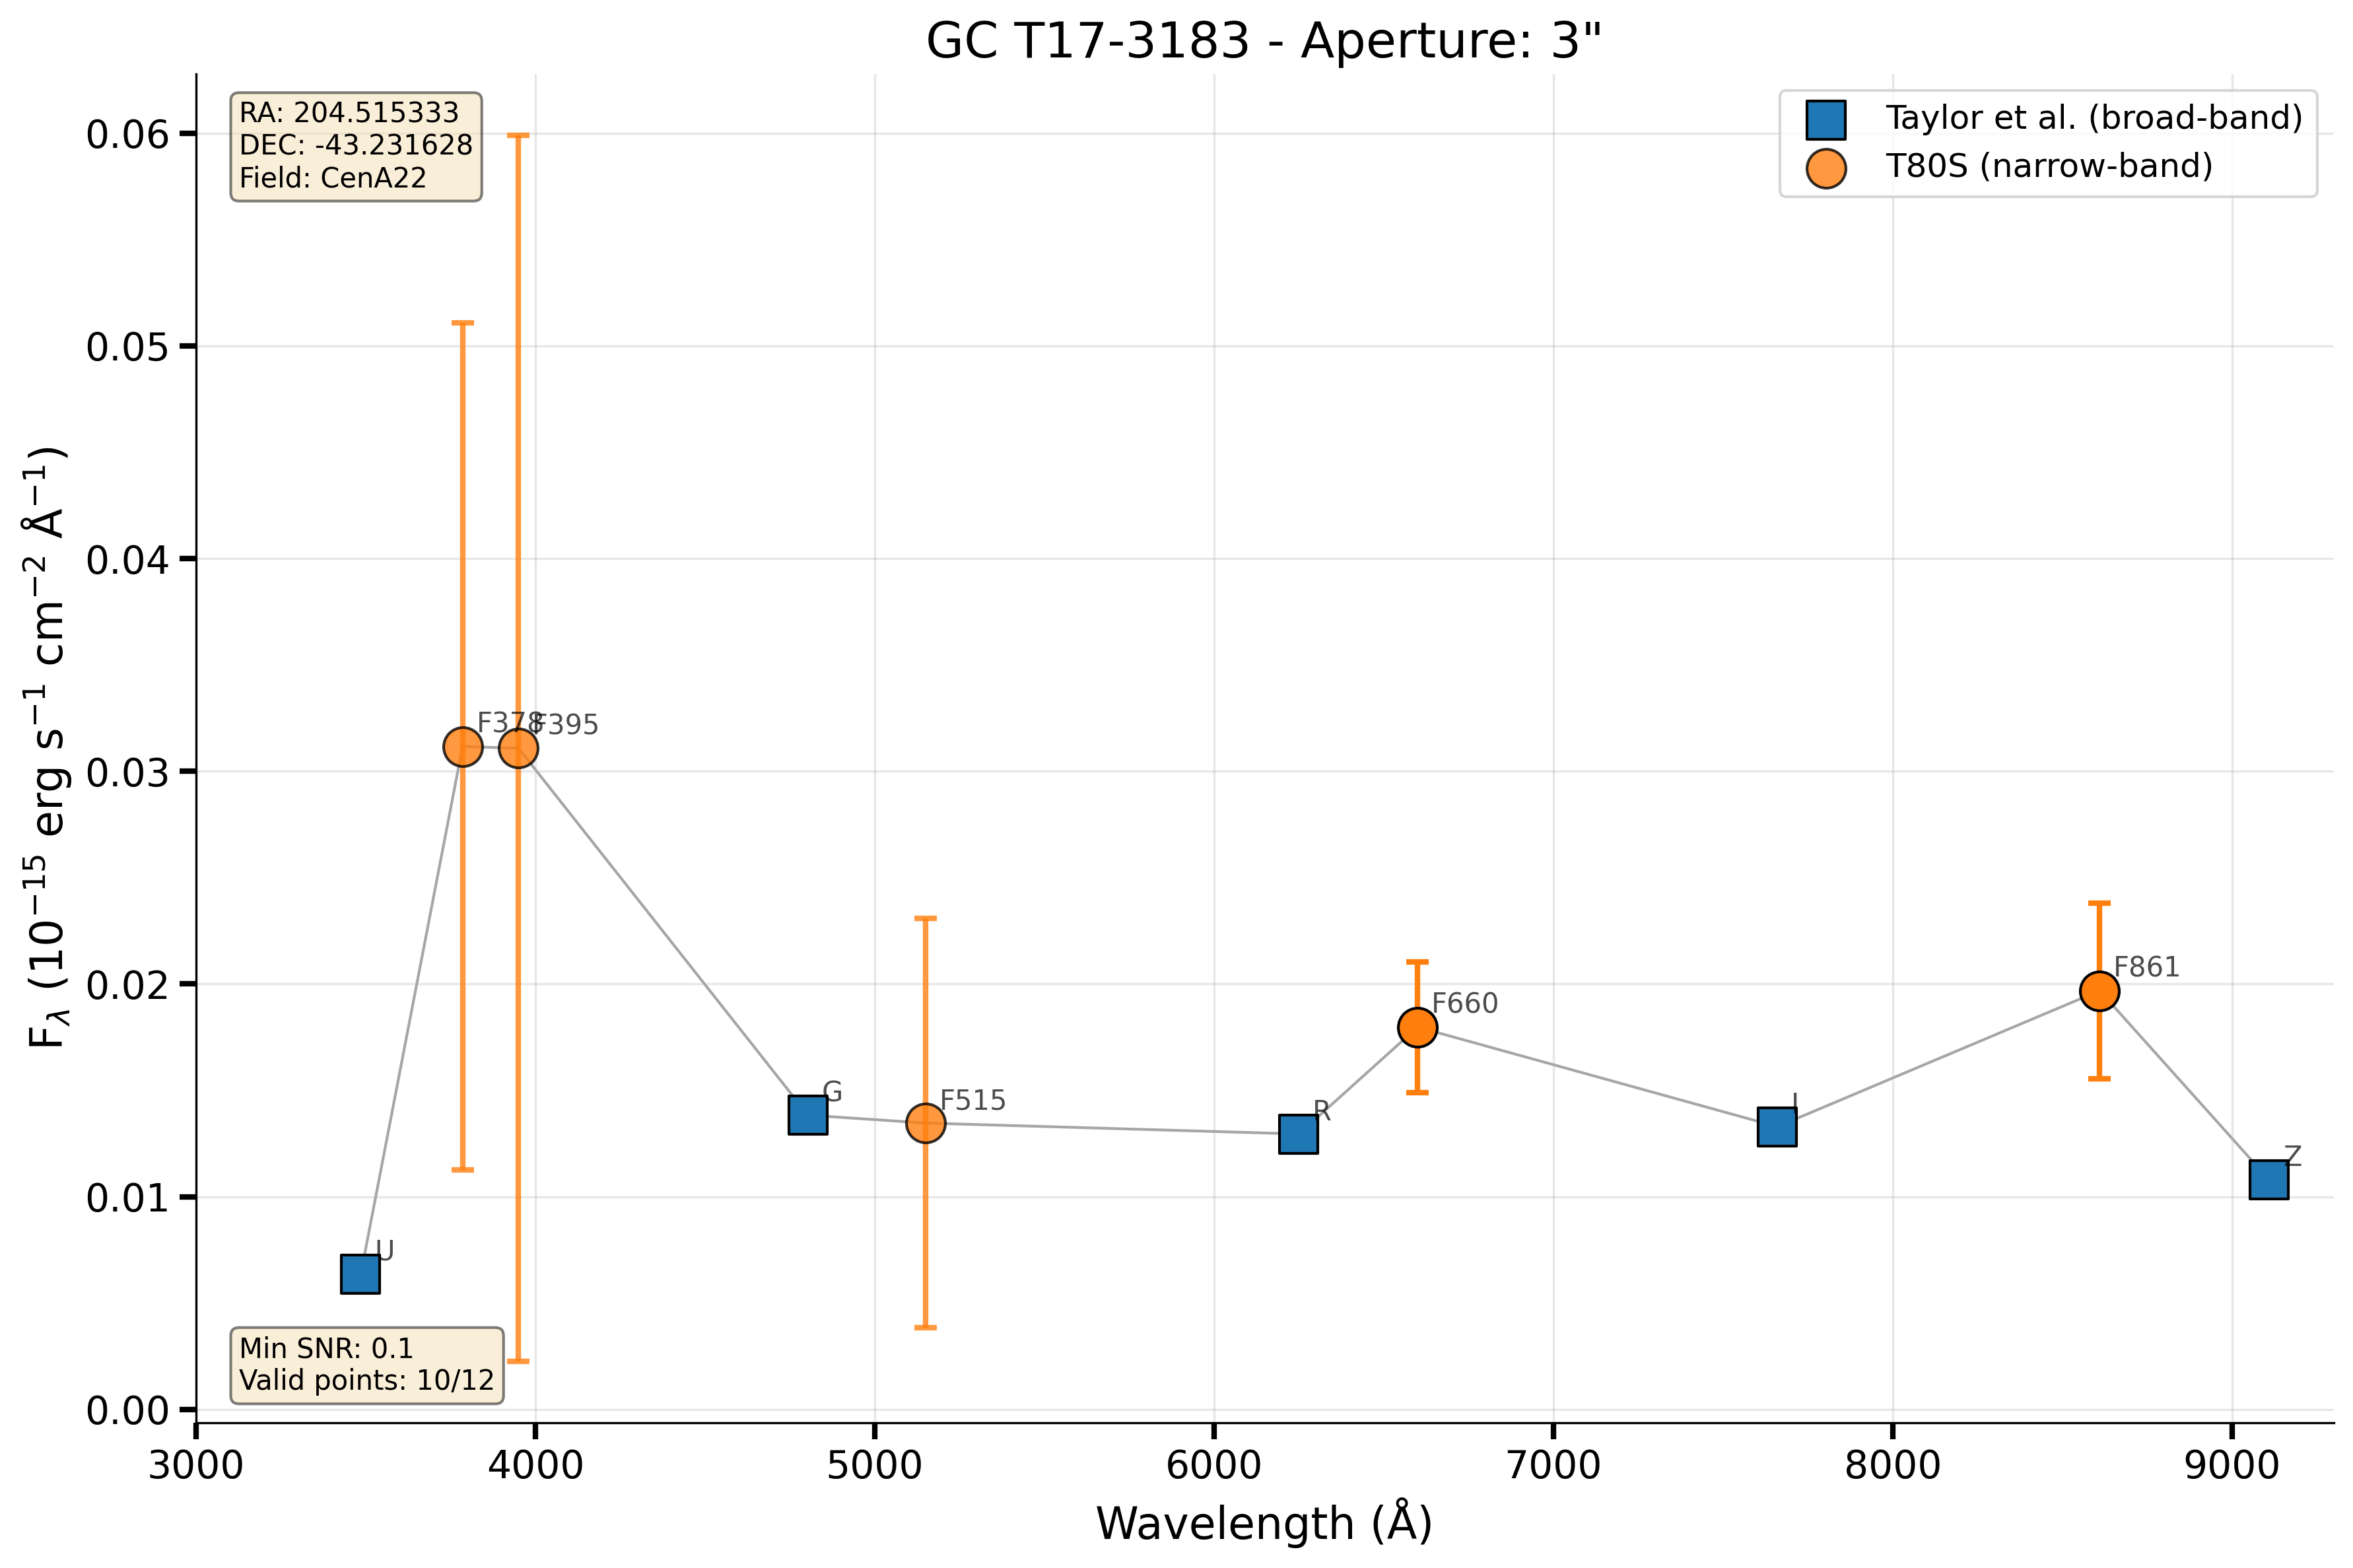 GC T17-3183 - Aperture: 3"
RA: 204.515333
DEC: -43.231628
Field: CenA22
Taylor et al. (broad-band)
T80S (narrow-band)
F_λ (10⁻¹⁵ erg s⁻¹ cm⁻² Å⁻¹)
0.06
0.05
0.04
0.03
0.02
0.01
0.00
F378
F395
F861
F660
G
F515
R
I
Z
U
Min SNR: 0.1
Valid points: 10/12
3000
4000
5000
6000
7000
8000
9000
Wavelength (Å)